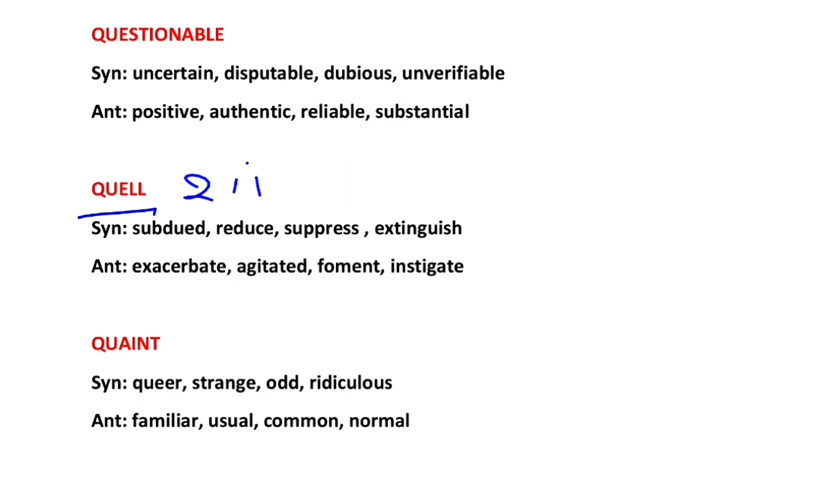 QUESTIONABLE
Syn: uncertain, disputable, dubious, unverifiable
Ant: positive, authentic, reliable, substantial
QUELL
Syn: subdued, reduce, suppress , extinguish
Ant: exacerbate, agitated, foment, instigate
QUAINT
Syn: queer, strange, odd, ridiculous
Ant: familiar, usual, common, normal